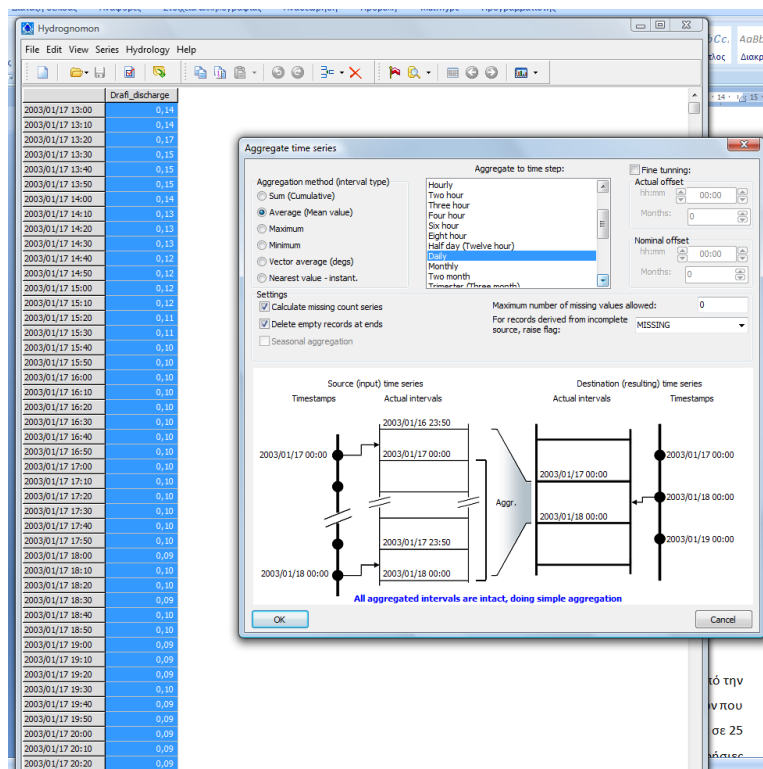 Hydrognomon
File Edit View Series Hydrology Help
Drafi_discharge
2003/01/17 13:00 0,14
2003/01/17 13:10 0,14
2003/01/17 13:20 0,17
2003/01/17 13:30 0,15
2003/01/17 13:40 0,15
2003/01/17 13:50 0,15
2003/01/17 14:00 0,14
2003/01/17 14:10 0,13
2003/01/17 14:20 0,13
2003/01/17 14:30 0,13
2003/01/17 14:40 0,12
2003/01/17 14:50 0,12
2003/01/17 15:00 0,12
2003/01/17 15:10 0,12
2003/01/17 15:20 0,11
2003/01/17 15:30 0,11
2003/01/17 15:40 0,10
2003/01/17 15:50 0,10
2003/01/17 16:00 0,10
2003/01/17 16:10 0,10
2003/01/17 16:20 0,10
2003/01/17 16:30 0,10
2003/01/17 16:40 0,10
2003/01/17 16:50 0,10
2003/01/17 17:00 0,10
2003/01/17 17:10 0,10
2003/01/17 17:20 0,10
2003/01/17 17:30 0,10
2003/01/17 17:40 0,10
2003/01/17 17:50 0,10
2003/01/17 18:00 0,09
2003/01/17 18:10 0,10
2003/01/17 18:20 0,10
2003/01/17 18:30 0,09
2003/01/17 18:40 0,10
2003/01/17 18:50 0,10
2003/01/17 19:00 0,09
2003/01/17 19:10 0,09
2003/01/17 19:20 0,09
2003/01/17 19:30 0,10
2003/01/17 19:40 0,09
2003/01/17 19:50 0,09
2003/01/17 20:00 0,09
2003/01/17 20:10 0,09
2003/01/17 20:20 0,09
Aggregate time series
Aggregation method (interval type)
Sum (Cumulative)
Average (Mean value)
Maximum
Minimum
Vector average (degs)
Nearest value - instant.
Aggregate to time step:
Hourly
Two hour
Three hour
Four hour
Six hour
Eight hour
Half day (Twelve hour)
Daily
Monthly
Two month
Trimester (Three month)
Fine tunning:
Actual offset
hh:mm 00:00
Months: 0
Nominal offset
hh:mm 00:00
Months: 0
Settings
Calculate missing count series
Delete empty records at ends
Seasonal aggregation
Maximum number of missing values allowed: 0
For records derived from incomplete
source, raise flag: MISSING
Source (input) time series
Timestamps Actual intervals
Destination (resulting) time series
Actual intervals Timestamps
2003/01/16 23:50
2003/01/17 00:00
2003/01/17 00:00
2003/01/17 23:50
2003/01/18 00:00
2003/01/18 00:00
Aggr.
2003/01/17 00:00
2003/01/18 00:00
2003/01/17 00:00
2003/01/18 00:00
2003/01/19 00:00
All aggregated intervals are intact, doing simple aggregation
OK Cancel
14 · 15
σε 25